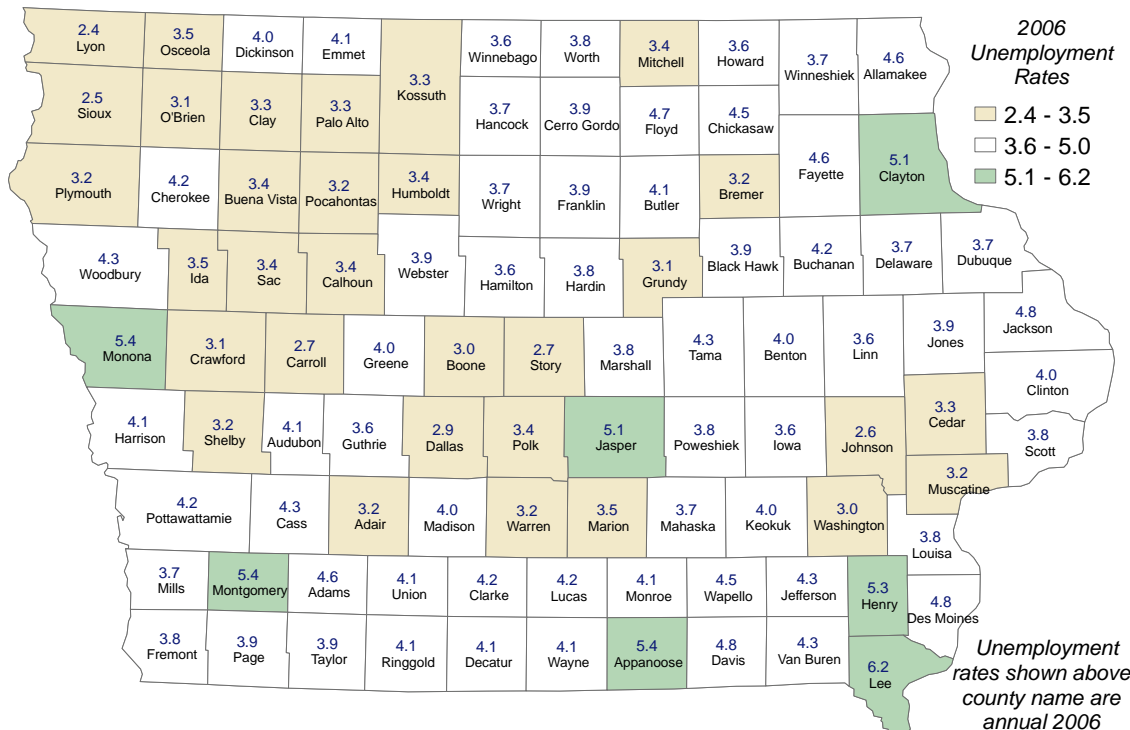 2006
Unemployment
Rates
2.4 - 3.5
3.6 - 5.0
5.1 - 6.2
2.4
Lyon
3.5
Osceola
4.0
Dickinson
4.1
Emmet
3.3
Kossuth
3.6
Winnebago
3.8
Worth
3.4
Mitchell
3.6
Howard
3.7
Winneshiek
4.6
Allamakee
2.5
Sioux
3.1
O'Brien
3.3
Clay
3.3
Palo Alto
3.7
Hancock
3.9
Cerro Gordo
4.7
Floyd
4.5
Chickasaw
4.6
Fayette
5.1
Clayton
3.2
Plymouth
4.2
Cherokee
3.4
Buena Vista
3.2
Pocahontas
3.4
Humboldt
3.7
Wright
3.9
Franklin
4.1
Butler
3.2
Bremer
4.3
Woodbury
3.5
Ida
3.4
Sac
3.4
Calhoun
3.9
Webster
3.6
Hamilton
3.8
Hardin
3.1
Grundy
3.9
Black Hawk
4.2
Buchanan
3.7
Delaware
3.7
Dubuque
5.4
Monona
3.1
Crawford
2.7
Carroll
4.0
Greene
3.0
Boone
2.7
Story
3.8
Marshall
4.3
Tama
4.0
Benton
3.6
Linn
3.9
Jones
4.8
Jackson
4.0
Clinton
4.1
Harrison
3.2
Shelby
4.1
Audubon
3.6
Guthrie
2.9
Dallas
3.4
Polk
5.1
Jasper
3.8
Poweshiek
3.6
Iowa
2.6
Johnson
3.3
Cedar
3.8
Scott
3.2
Muscatine
4.2
Pottawattamie
4.3
Cass
3.2
Adair
4.0
Madison
3.2
Warren
3.5
Marion
3.7
Mahaska
4.0
Keokuk
3.0
Washington
3.8
Louisa
3.7
Mills
5.4
Montgomery
4.6
Adams
4.1
Union
4.2
Clarke
4.2
Lucas
4.1
Monroe
4.5
Wapello
4.3
Jefferson
5.3
Henry
4.8
Des Moines
3.8
Fremont
3.9
Page
3.9
Taylor
4.1
Ringgold
4.1
Decatur
4.1
Wayne
5.4
Appanoose
4.8
Davis
4.3
Van Buren
6.2
Lee
Unemployment
rates shown above
county name are
annual 2006